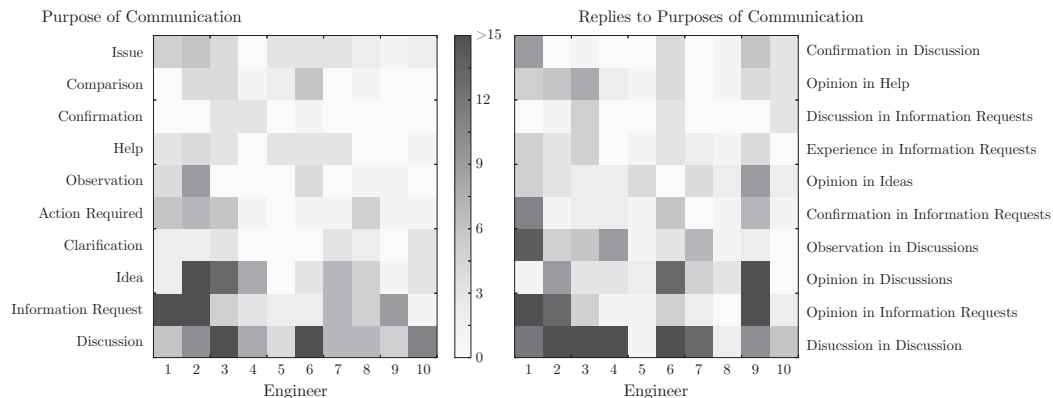 Purpose of Communication
Replies to Purposes of Communication
Issue
Comparison
Confirmation
Help
Observation
Action Required
Clarification
Idea
Information Request
Discussion
1 2 3 4 5 6 7 8 9 10
Engineer
>15
12
9
6
3
0
Confirmation in Discussion
Opinion in Help
Discussion in Information Requests
Experience in Information Requests
Opinion in Ideas
Confirmation in Information Requests
Observation in Discussions
Opinion in Discussions
Opinion in Information Requests
Disucssion in Discussion
1 2 3 4 5 6 7 8 9 10
Engineer